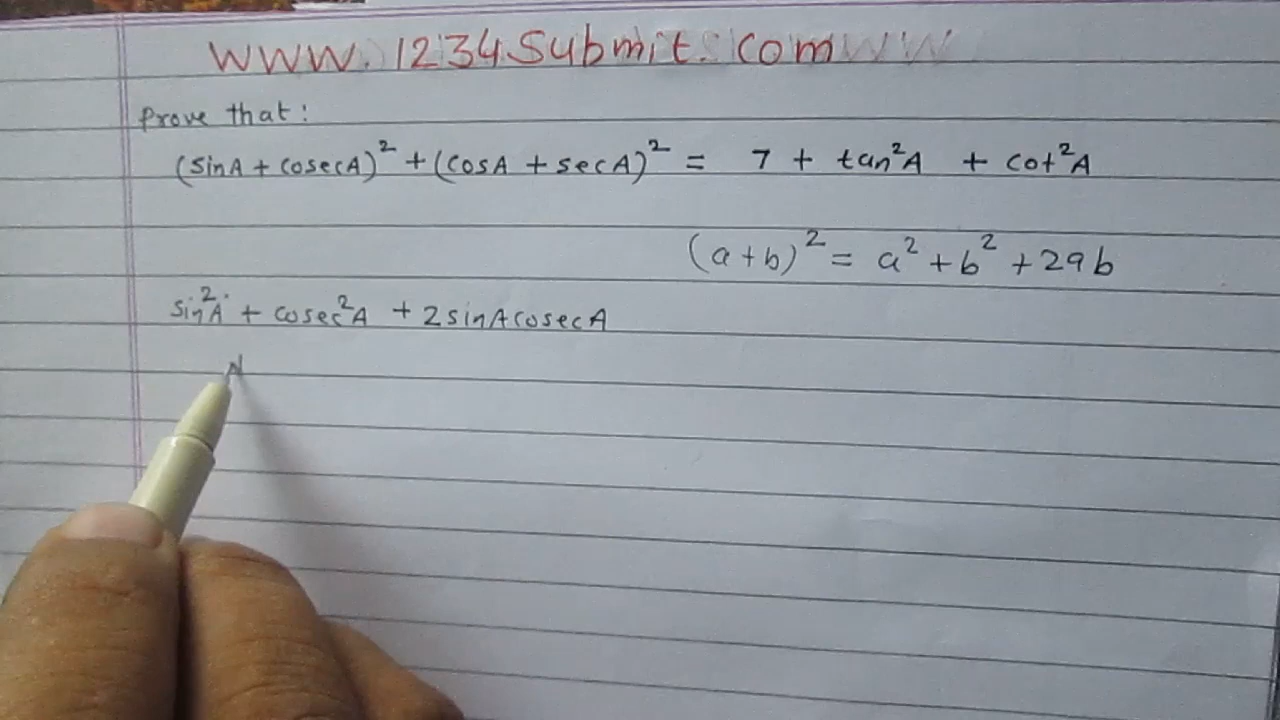 WWW. 1234Submit.com WW
Prove that:
(sinA + cosecA)² + (cosA + secA)² = 7 + tan²A + cot²A
(a+b)² = a² + b² + 2ab
sin²A + cosec²A + 2sinAcosecA